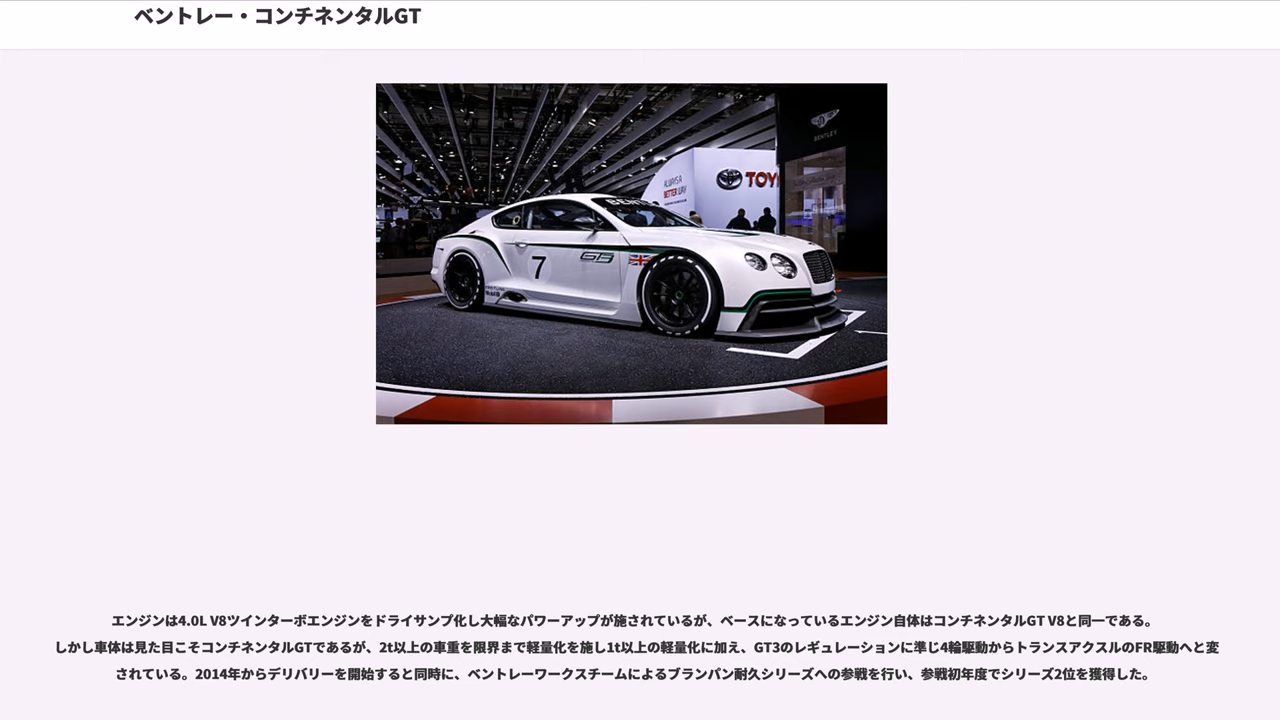 ベントレー・コンチネンタルGT
BENTLEY
ALWAYS A
BETTER WAY
TOY
BENT
7
GT3
エンジンは4.0L V8ツインターボエンジンをドライサンプ化し大幅なパワーアップが施されているが、ベースになっているエンジン自体はコンチネンタルGT V8と同一である。
しかし車体は見た目こそコンチネンタルGTであるが、2t以上の車重を限界まで軽量化を施し1t以上の軽量化に加え、GT3のレギュレーションに準じ4輪駆動からトランスアクスルのFR駆動へと変
されている。2014年からデリバリーを開始すると同時に、ベントレーワークスチームによるブランパン耐久シリーズへの参戦を行い、参戦初年度でシリーズ2位を獲得した。